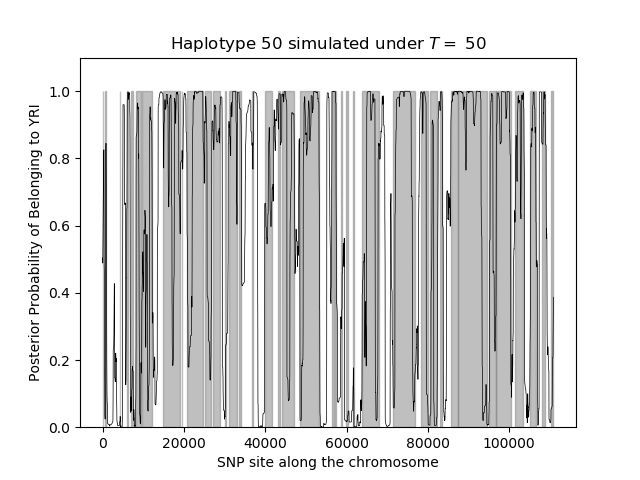 Haplotype 50 simulated under T = 50
Posterior Probability of Belonging to YRI
1.0
0.8
0.6
0.4
0.2
0.0
0 20000 40000 60000 80000 100000
SNP site along the chromosome